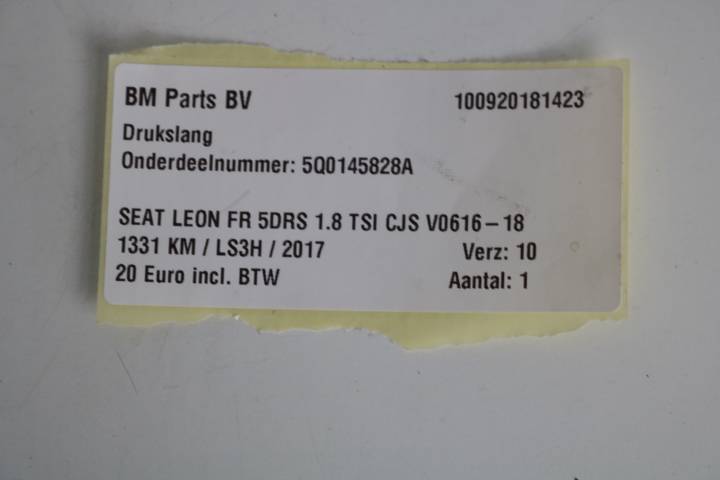 BM Parts BV 100920181423
Drukslang
Onderdeelnummer: 5Q0145828A
SEAT LEON FR 5DRS 1.8 TSI CJS V0616–18
1331 KM / LS3H / 2017 Verz: 10
20 Euro incl. BTW Aantal: 1